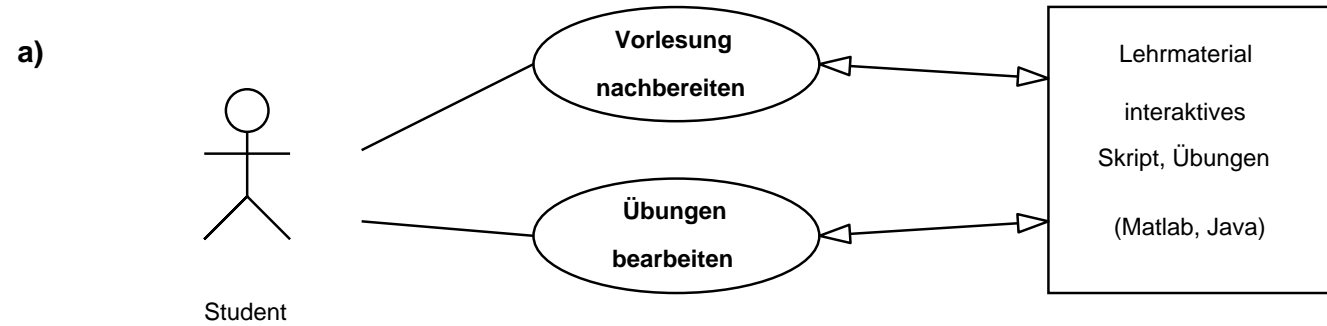 a)
Vorlesung
nachbereiten
Lehrmaterial
interaktives
Skript, Übungen
(Matlab, Java)
Übungen
bearbeiten
Student